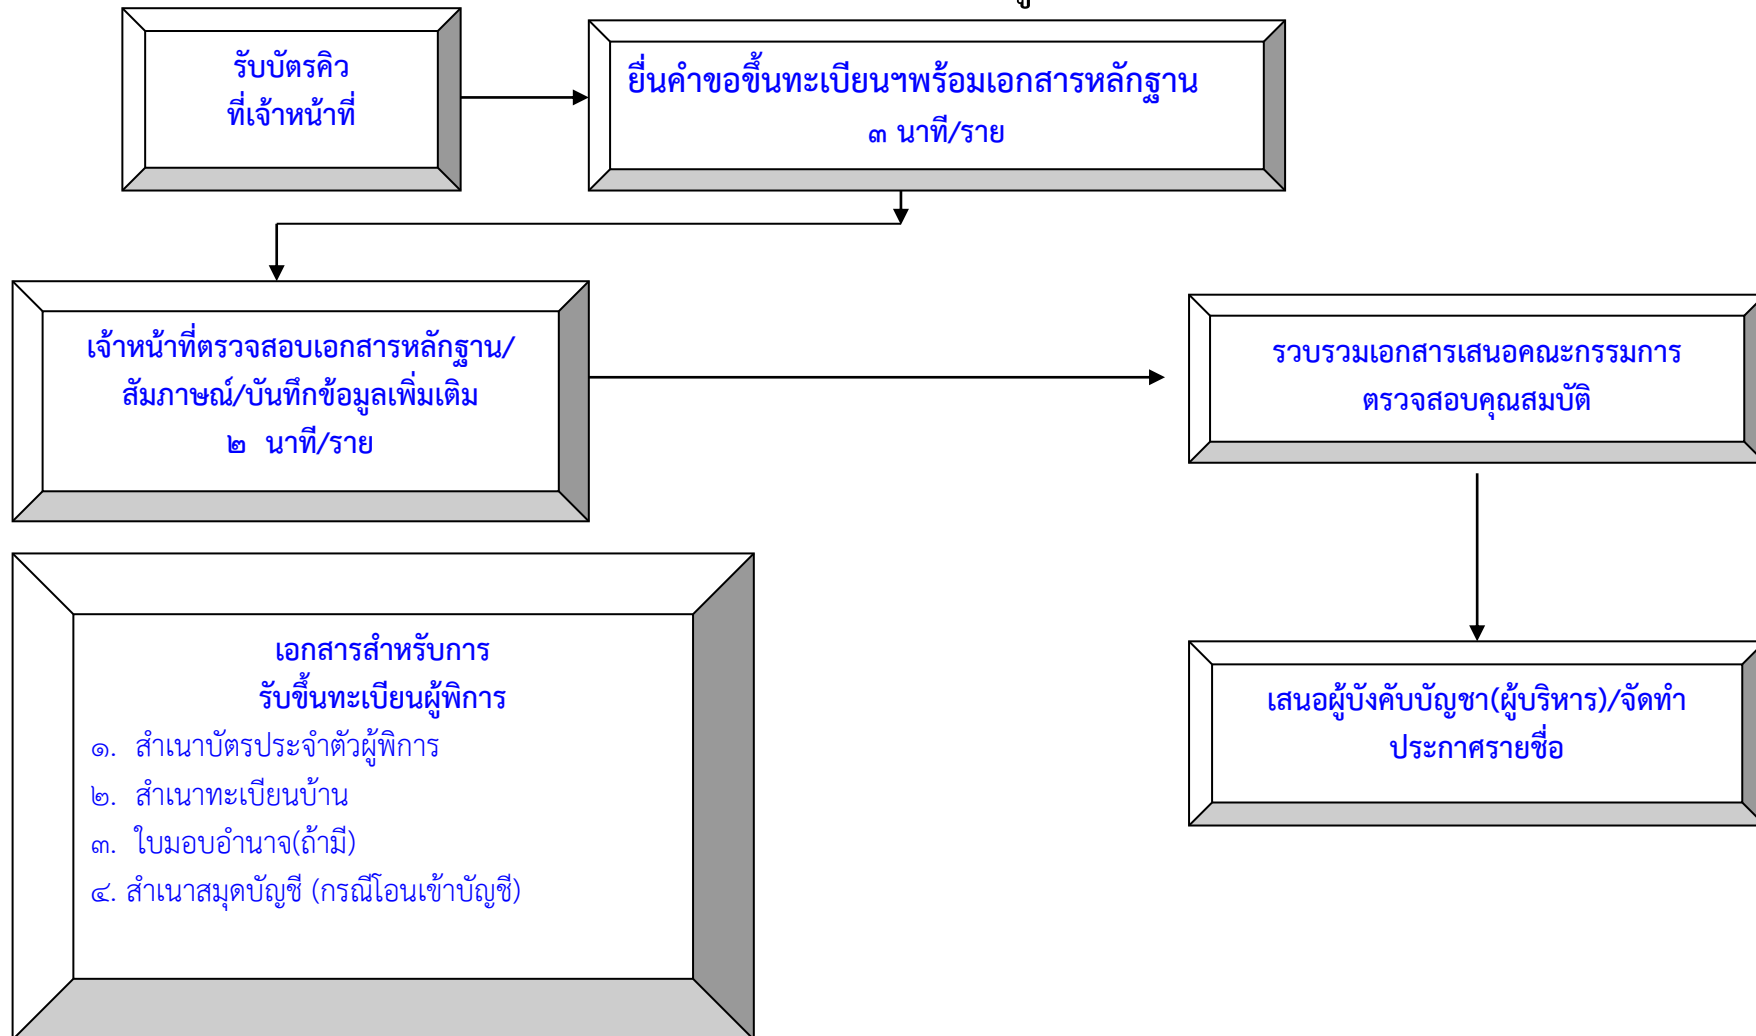 รับบัตรคิว
ที่เจ้าหน้าที่
ยื่นคำขอขึ้นทะเบียนฯพร้อมเอกสารหลักฐาน
๓ นาที/ราย
เจ้าหน้าที่ตรวจสอบเอกสารหลักฐาน/
สัมภาษณ์/บันทึกข้อมูลเพิ่มเติม
๒ นาที/ราย
รวบรวมเอกสารเสนอคณะกรรมการ
ตรวจสอบคุณสมบัติ
เอกสารสำหรับการ
รับขึ้นทะเบียนผู้พิการ
๑. สำเนาบัตรประจำตัวผู้พิการ
๒. สำเนาทะเบียนบ้าน
๓. ใบมอบอำนาจ(ถ้ามี)
๔. สำเนาสมุดบัญชี (กรณีโอนเข้าบัญชี)
เสนอผู้บังคับบัญชา(ผู้บริหาร)/จัดทำ
ประกาศรายชื่อ